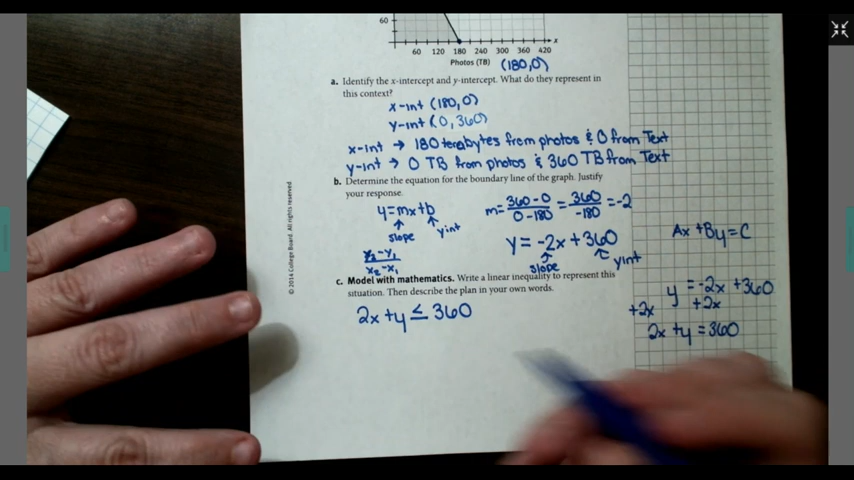 60
60 120 180 240 300 360 420 x
Photos (TB) (180,0)
a. Identify the x-intercept and y-intercept. What do they represent in
this context?
x-int (180,0)
y-int (0,360)
x-int → 180 terabytes from photos & 0 from Text
y-int → 0 TB from photos & 360 TB from Text
b. Determine the equation for the boundary line of the graph. Justify
your response.
y=mx+b
slope
yint
y₂-y₁
x₂-x₁
m= 360-0 / 0-180 = 360 / -180 = -2
y = -2x +360
slope
yint
Ax +By=C
y = -2x +360
+2x +2x
2x +y =360
c. Model with mathematics. Write a linear inequality to represent this
situation. Then describe the plan in your own words.
2x+y ≤ 360
© 2014 College Board. All rights reserved.